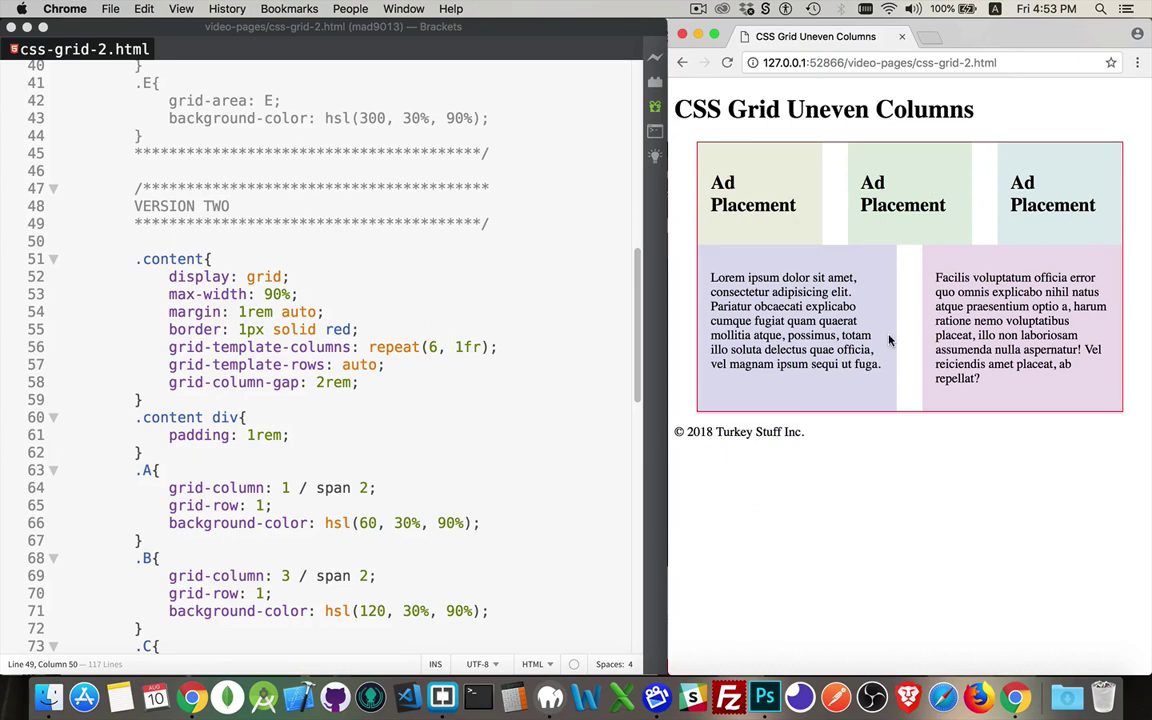 Chrome File Edit View History Bookmarks People Window Help
100% Fri 4:53 PM
video-pages/css-grid-2.html (mad9013) — Brackets
css-grid-2.html
40 }
41 .E{
42 grid-area: E;
43 background-color: hsl(300, 30%, 90%);
44 }
45 ****************************************/
46
47 /****************************************
48 VERSION TWO
49 ****************************************/
50
51 .content{
52 display: grid;
53 max-width: 90%;
54 margin: 1rem auto;
55 border: 1px solid red;
56 grid-template-columns: repeat(6, 1fr);
57 grid-template-rows: auto;
58 grid-column-gap: 2rem;
59 }
60 .content div{
61 padding: 1rem;
62 }
63 .A{
64 grid-column: 1 / span 2;
65 grid-row: 1;
66 background-color: hsl(60, 30%, 90%);
67 }
68 .B{
69 grid-column: 3 / span 2;
70 grid-row: 1;
71 background-color: hsl(120, 30%, 90%);
72 }
73 .C{
Line 49, Column 50 — 117 Lines
INS UTF-8 HTML Spaces: 4
CSS Grid Uneven Columns
127.0.0.1:52866/video-pages/css-grid-2.html
CSS Grid Uneven Columns
Ad
Placement
Ad
Placement
Ad
Placement
Lorem ipsum dolor sit amet,
consectetur adipisicing elit.
Pariatur obcaecati explicabo
cumque fugiat quam quaerat
mollitia atque, possimus, totam
illo soluta delectus quae officia,
vel magnam ipsum sequi ut fuga.
Facilis voluptatum officia error
quo omnis explicabo nihil natus
atque praesentium optio a, harum
ratione nemo voluptatibus
placeat, illo non laboriosam
assumenda nulla aspernatur! Vel
reiciendis amet placeat, ab
repellat?
© 2018 Turkey Stuff Inc.
AUG
10